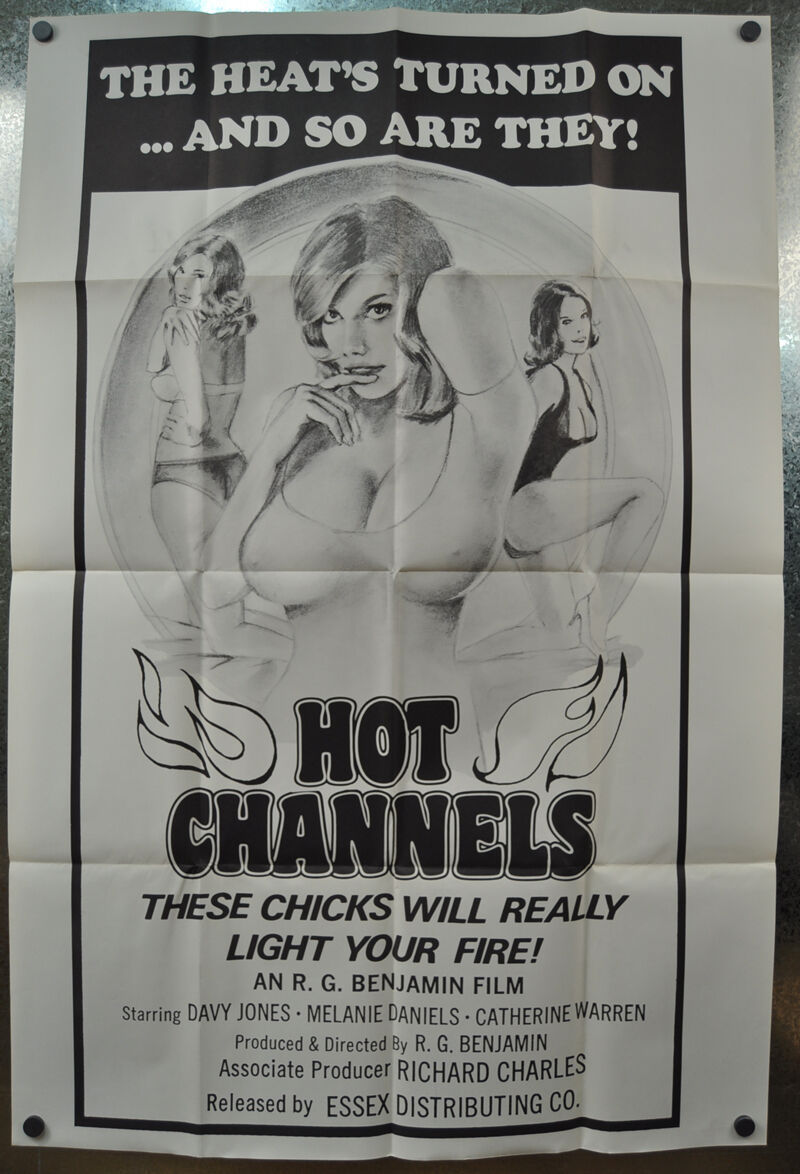 THE HEAT'S TURNED ON
... AND SO ARE THEY!
HOT
CHANNELS
THESE CHICKS WILL REALLY
LIGHT YOUR FIRE!
AN R. G. BENJAMIN FILM
Starring DAVY JONES • MELANIE DANIELS • CATHERINE WARREN
Produced & Directed By R. G. BENJAMIN
Associate Producer RICHARD CHARLES
Released by ESSEX DISTRIBUTING CO.